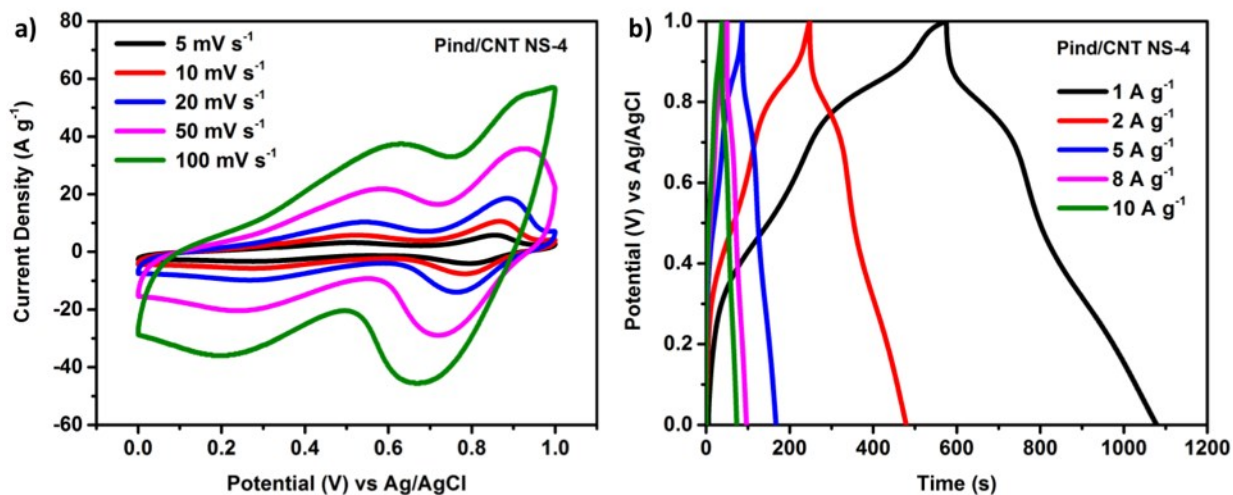 a)
Pind/CNT NS-4
5 mV s⁻¹
10 mV s⁻¹
20 mV s⁻¹
50 mV s⁻¹
100 mV s⁻¹
80
60
40
20
0
-20
-40
-60
Current Density (A g⁻¹)
0.0 0.2 0.4 0.6 0.8 1.0
Potential (V) vs Ag/AgCl
b)
Pind/CNT NS-4
1 A g⁻¹
2 A g⁻¹
5 A g⁻¹
8 A g⁻¹
10 A g⁻¹
1.0
0.8
0.6
0.4
0.2
0.0
Potential (V) vs Ag/AgCl
0 200 400 600 800 1000 1200
Time (s)